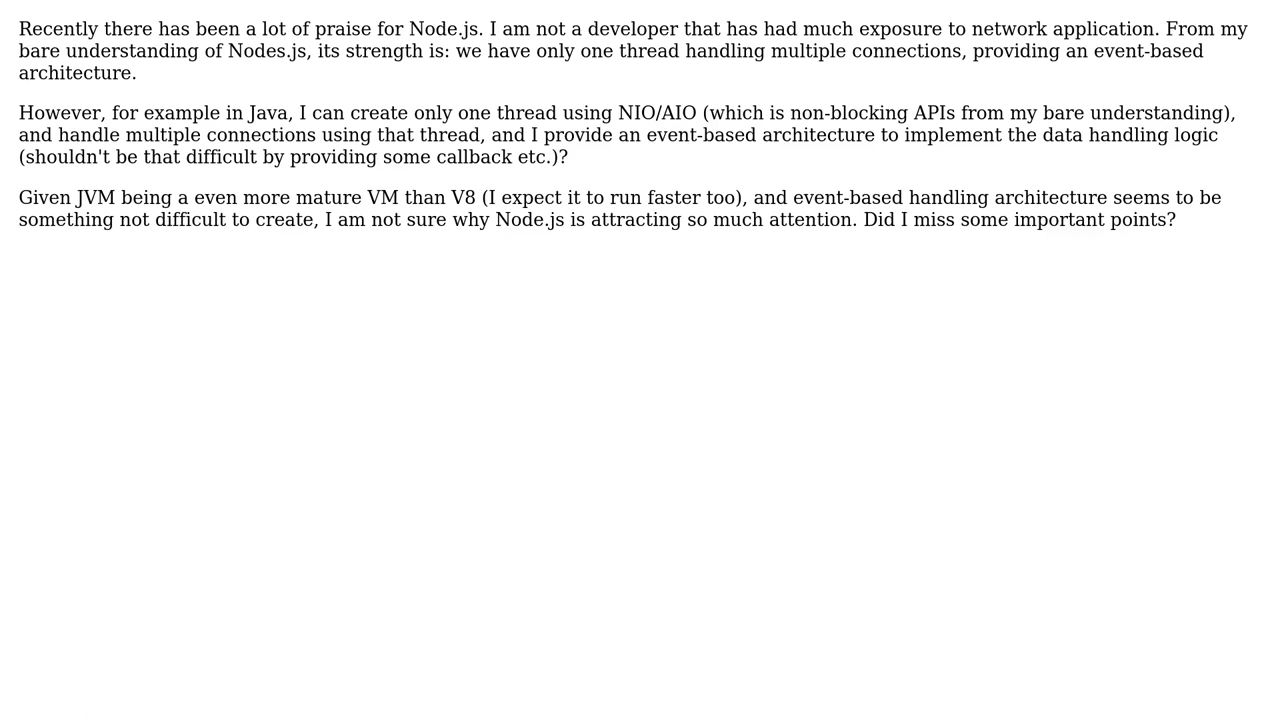 Recently there has been a lot of praise for Node.js. I am not a developer that has had much exposure to network application. From my
bare understanding of Nodes.js, its strength is: we have only one thread handling multiple connections, providing an event-based
architecture.
However, for example in Java, I can create only one thread using NIO/AIO (which is non-blocking APIs from my bare understanding),
and handle multiple connections using that thread, and I provide an event-based architecture to implement the data handling logic
(shouldn't be that difficult by providing some callback etc.)?
Given JVM being a even more mature VM than V8 (I expect it to run faster too), and event-based handling architecture seems to be
something not difficult to create, I am not sure why Node.js is attracting so much attention. Did I miss some important points?